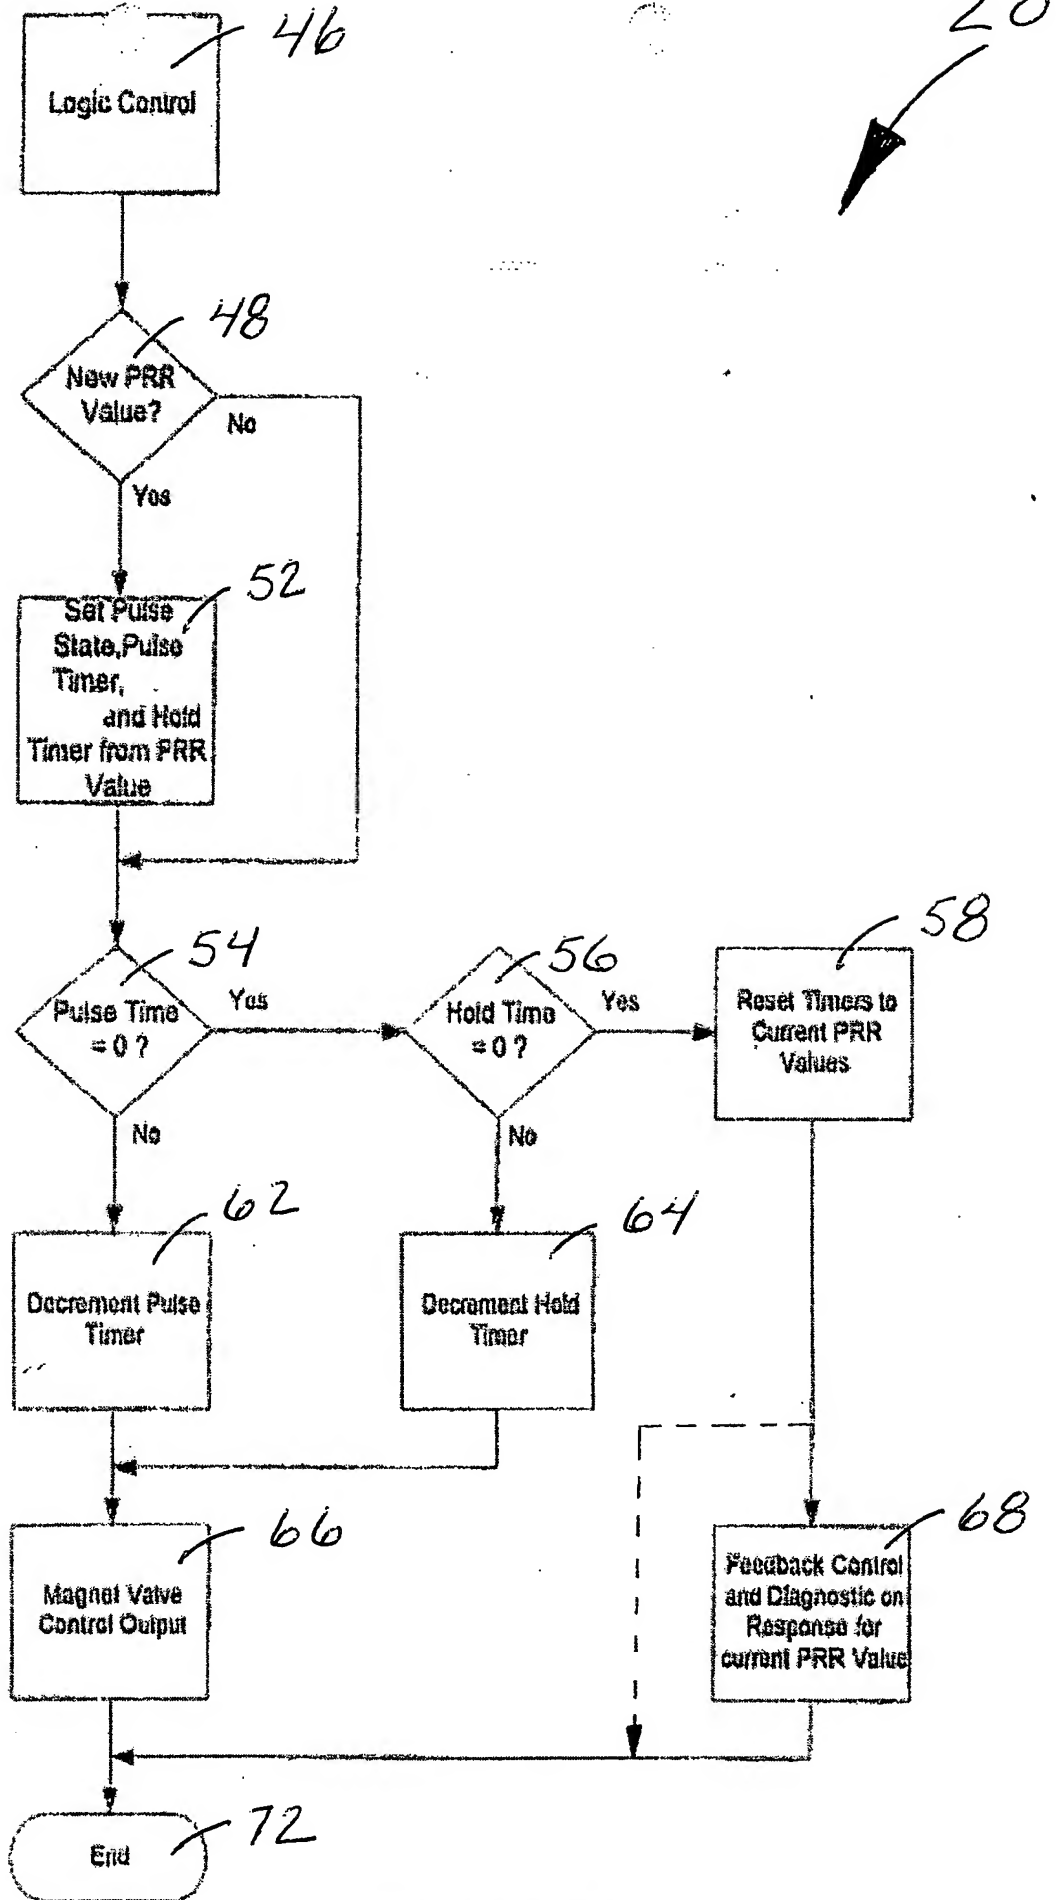 20
46
Logic Control
48
New PRR
Value?
No
Yes
52
Set Pulse
State,Pulse
Timer,
and Hold
Timer from PRR
Value
54
Pulse Time
= 0 ?
Yes
No
56
Hold Time
= 0 ?
Yes
No
58
Reset Timers to
Current PRR
Values
62
Decrement Pulse
Timer
64
Decrement Hold
Timer
66
Magnet Valve
Control Output
68
Feedback Control
and Diagnostic on
Response for
current PRR Value
72
End